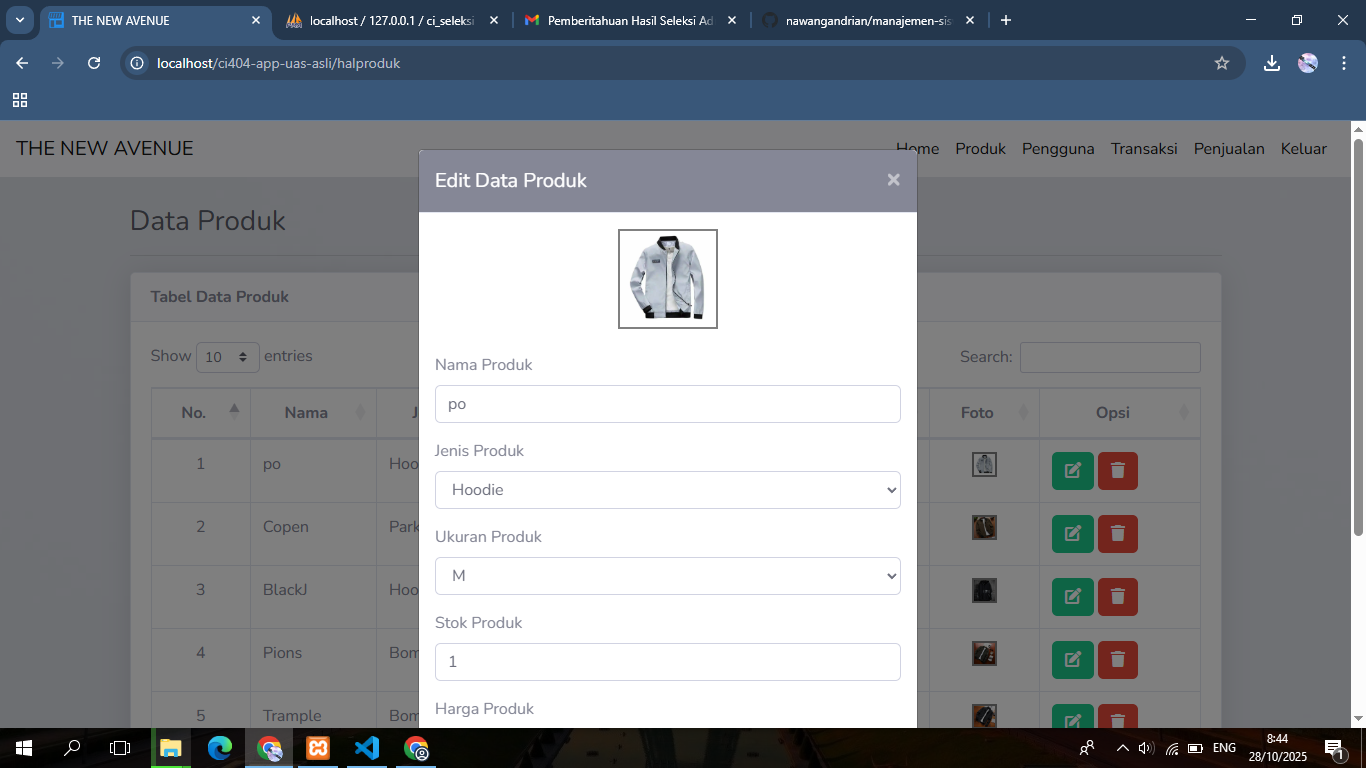 THE NEW AVENUE
localhost / 127.0.0.1 / ci_seleksi
Pemberitahuan Hasil Seleksi Ad
nawangandrian/manajemen-sis
localhost/ci404-app-uas-asli/halproduk
THE NEW AVENUE
Home Produk Pengguna Transaksi Penjualan Keluar
Edit Data Produk ×
Data Produk
Tabel Data Produk
Show 10 entries
Search:
No. Nama J Foto Opsi
1 po Hoo
2 Copen Park
3 BlackJ Hoo
4 Pions Bom
5 Trample Bom
Nama Produk
po
Jenis Produk
Hoodie
Ukuran Produk
M
Stok Produk
1
Harga Produk
ENG
8:44
28/10/2025
1